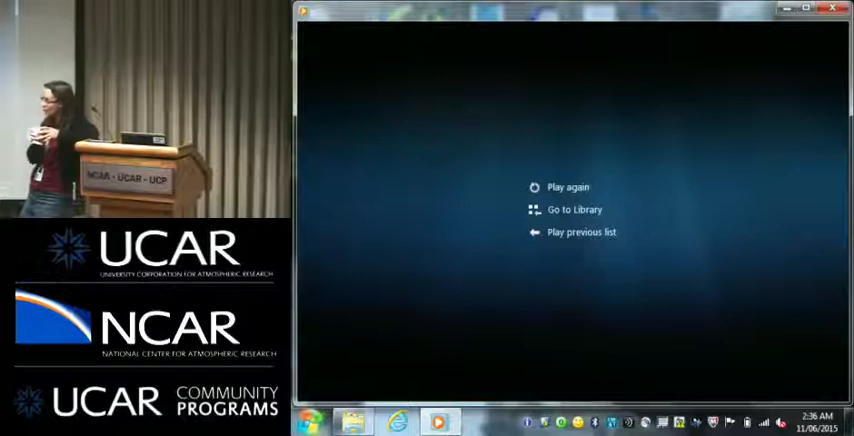 NCAR - UCAR - UCP
UCAR
UNIVERSITY CORPORATION FOR ATMOSPHERIC RESEARCH
NCAR
NATIONAL CENTER FOR ATMOSPHERIC RESEARCH
UCAR COMMUNITY
PROGRAMS
Play again
Go to Library
Play previous list
2:36 AM
11/06/2015